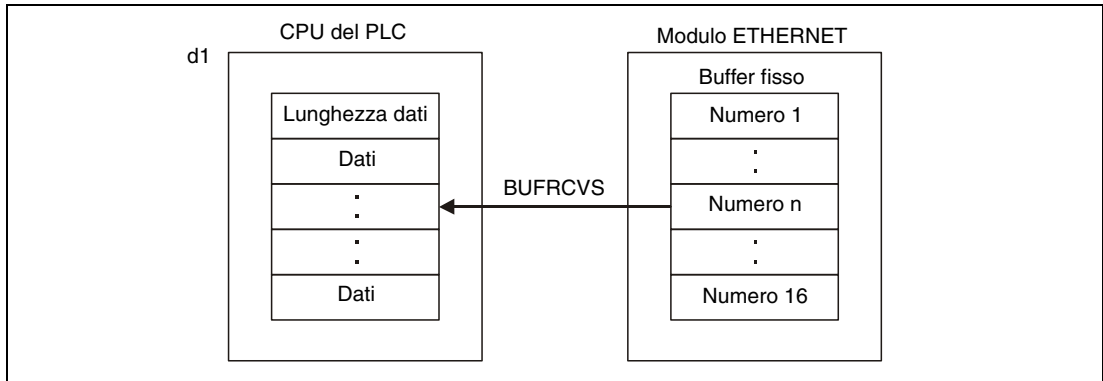 CPU del PLC
d1
Lunghezza dati
Dati
:
:
Dati
BUFRCVS
Modulo ETHERNET
Buffer fisso
Numero 1
:
Numero n
:
Numero 16